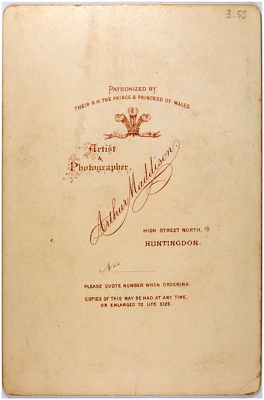 3.50
PATRONIZED BY
THEIR R.H. THE PRINCE & PRINCESS OF WALES.
Artist
&
Photographer,
Arthur Maddison
HIGH STREET NORTH,
HUNTINGDON.
No.
PLEASE QUOTE NUMBER WHEN ORDERING.
COPIES OF THIS MAY BE HAD AT ANY TIME,
OR ENLARGED TO LIFE SIZE.